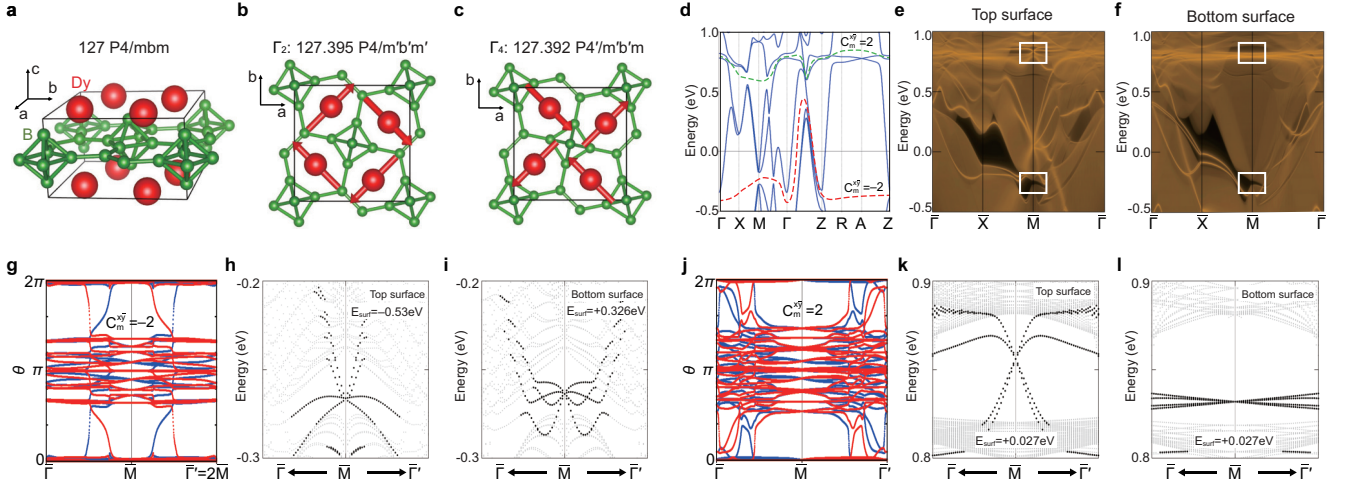 a
127 P4/mbm
c
b
a
Dy
B
b
Γ₂: 127.395 P4/m'b'm'
b
a
c
Γ₄: 127.392 P4'/m'b'm
b
a
d
Energy (eV)
1.0
0.5
0.0
-0.5
C_m^{xȳ}=2
C_m^{xȳ}=−2
Γ X M Γ Z R A Z
e
Top surface
Energy (eV)
1.0
0.5
0.0
-0.5
Γ̅ X̅ M̅ Γ̅
f
Bottom surface
Energy (eV)
1.0
0.5
0.0
-0.5
Γ̅ X̅ M̅ Γ̅
g
2π
θ π
0
C_m^{xȳ}=−2
Γ̅ M̅ Γ̅'=2M̅
h
-0.2
Energy (eV)
-0.3
Top surface
E_surf=−0.53eV
Γ̅ M̅ Γ̅'
i
-0.2
Energy (eV)
-0.3
Bottom surface
E_surf=+0.326eV
Γ̅ M̅ Γ̅'
j
2π
θ π
0
C_m^{xȳ}=2
Γ̅ M̅ Γ̅'
k
0.9
Energy (eV)
0.8
Top surface
E_surf=+0.027eV
Γ̅ M̅ Γ̅'
l
0.9
Energy (eV)
0.8
Bottom surface
E_surf=+0.027eV
Γ̅ M̅ Γ̅'